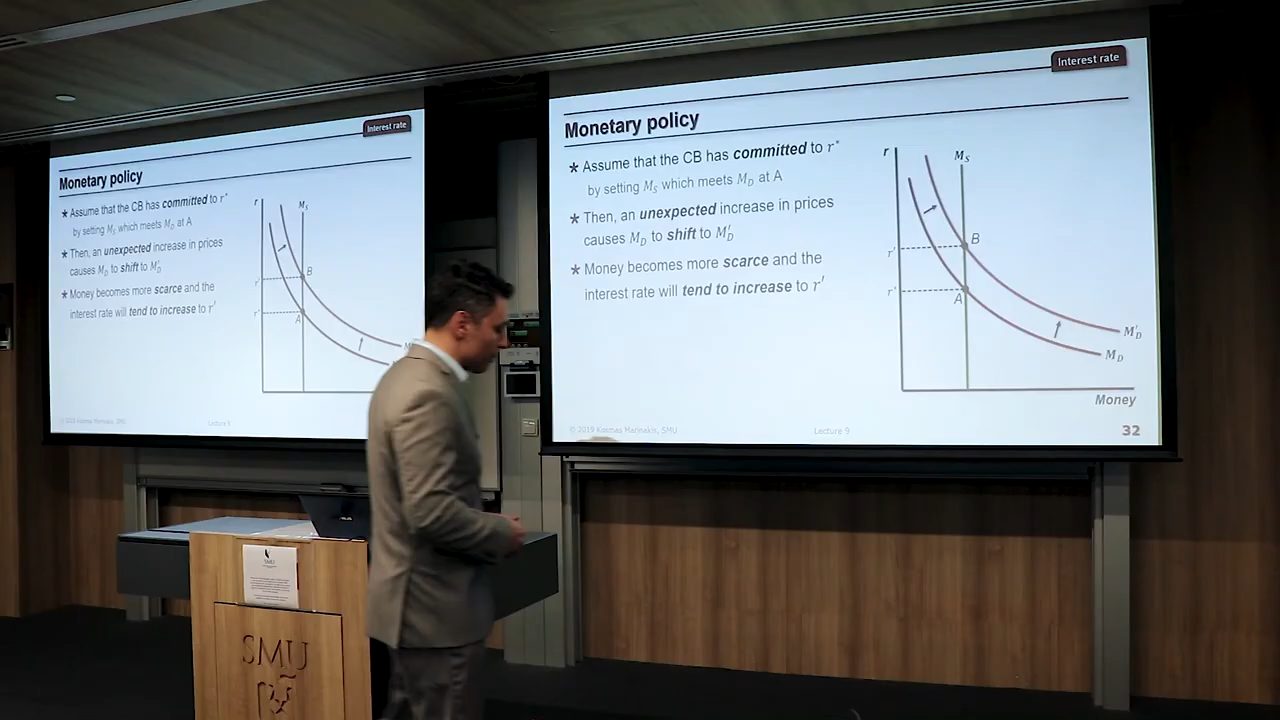 Interest rate
Monetary policy
★ Assume that the CB has committed to r*
by setting M_S which meets M_D at A
★ Then, an unexpected increase in prices
causes M_D to shift to M'_D
★ Money becomes more scarce and the
interest rate will tend to increase to r'
r
M_S
r'
B
r*
A
M_D
© 2019 Kosmas Marinakis, SMU
Lecture 9
Interest rate
Monetary policy
★ Assume that the CB has committed to r*
by setting M_S which meets M_D at A
★ Then, an unexpected increase in prices
causes M_D to shift to M'_D
★ Money becomes more scarce and the
interest rate will tend to increase to r'
r
M_S
r'
B
r*
A
M'_D
M_D
Money
© 2019 Kosmas Marinakis, SMU
Lecture 9
32
SMU
SMU